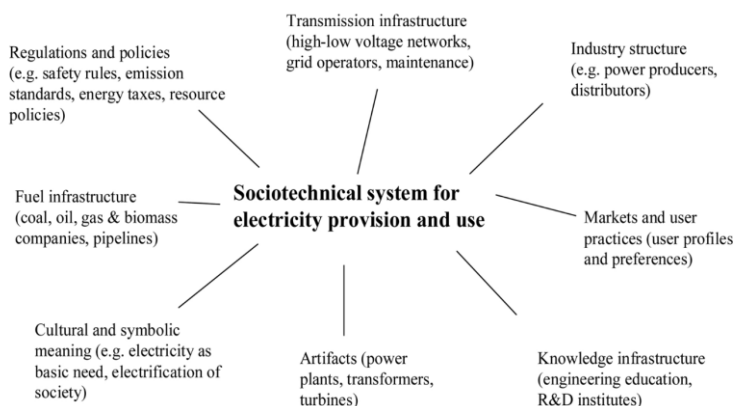 Transmission infrastructure
(high-low voltage networks,
grid operators, maintenance)
Regulations and policies
(e.g. safety rules, emission
standards, energy taxes, resource
policies)
Industry structure
(e.g. power producers,
distributors)
Fuel infrastructure
(coal, oil, gas & biomass
companies, pipelines)
Sociotechnical system for
electricity provision and use
Markets and user
practices (user profiles
and preferences)
Cultural and symbolic
meaning (e.g. electricity as
basic need, electrification of
society)
Artifacts (power
plants, transformers,
turbines)
Knowledge infrastructure
(engineering education,
R&D institutes)